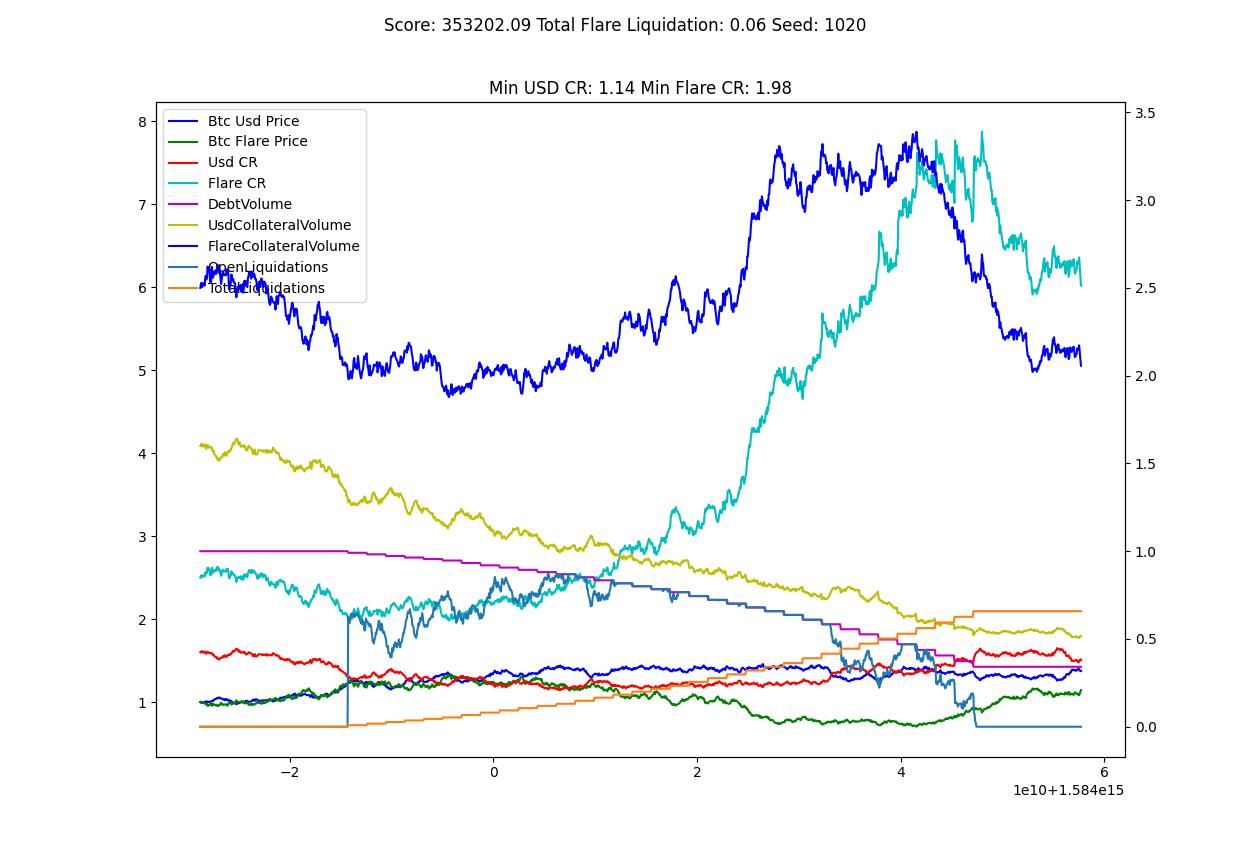 Score: 353202.09 Total Flare Liquidation: 0.06 Seed: 1020
Min USD CR: 1.14 Min Flare CR: 1.98
Btc Usd Price
Btc Flare Price
Usd CR
Flare CR
DebtVolume
UsdCollateralVolume
FlareCollateralVolume
OpenLiquidations
TotalLiquidations
8
7
6
5
4
3
2
1
3.5
3.0
2.5
2.0
1.5
1.0
0.5
0.0
−2
0
2
4
6
1e10+1.584e15